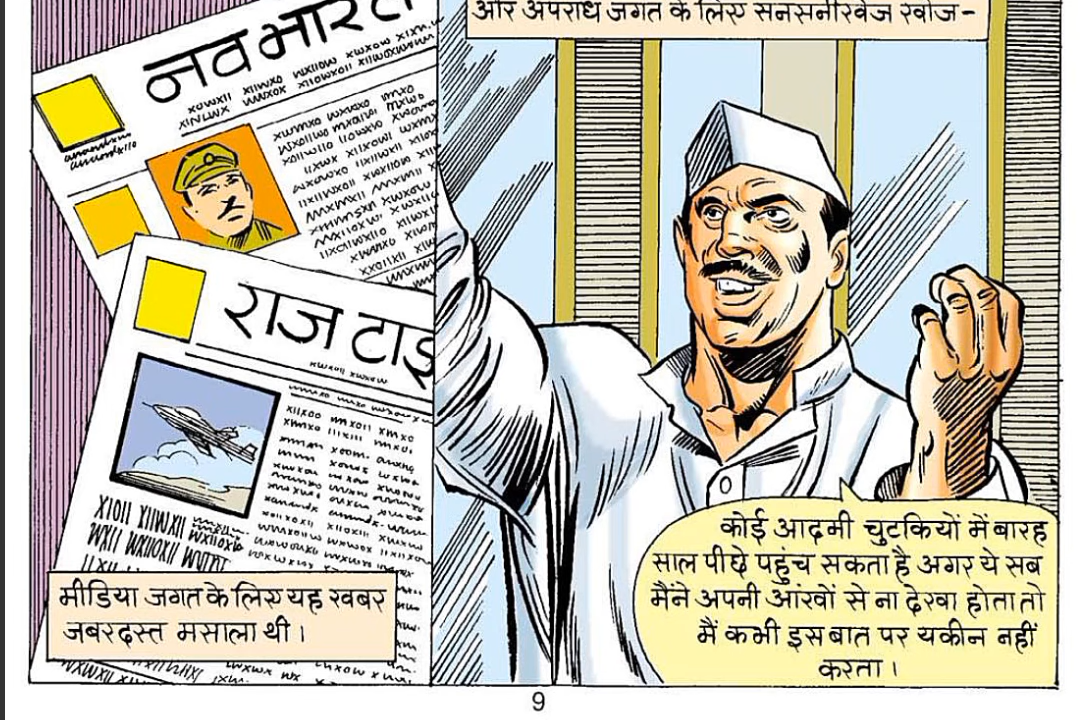 और अपराध जगत के लिए सनसनीखेज खोज-
नवभारत
राज टाइ
मीडिया जगत के लिए यह खबर
जबरदस्त मसाला थी।
कोई आदमी चुटकियों में बारह
साल पीछे पहुंच सकता है अगर ये सब
मैंने अपनी आंखों से ना देखा होता तो
मैं कभी इस बात पर यकीन नहीं
करता।
9